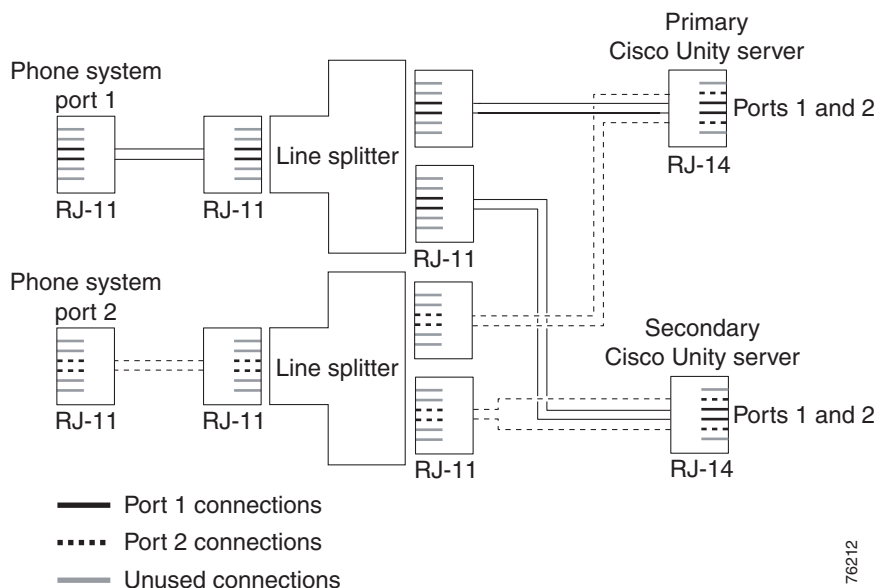 Primary
Cisco Unity server
Phone system
port 1
Line splitter
Ports 1 and 2
RJ-14
RJ-11
RJ-11
RJ-11
Phone system
port 2
Line splitter
Secondary
Cisco Unity server
Ports 1 and 2
RJ-11
RJ-11
RJ-11
RJ-14
Port 1 connections
Port 2 connections
Unused connections
76212